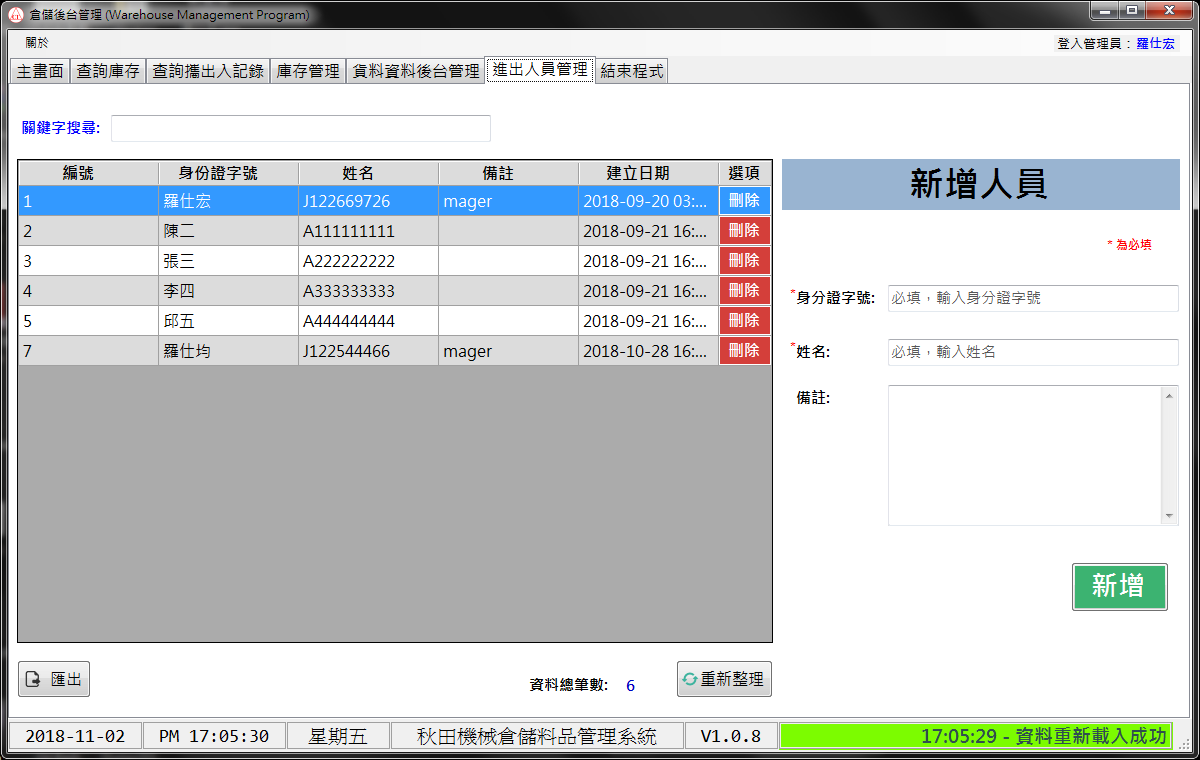 倉儲後台管理 (Warehouse Management Program)
關於
登入管理員：羅仕宏
主畫面 查詢庫存 查詢攜出入記錄 庫存管理 貨料資料後台管理 進出人員管理 結束程式
關鍵字搜尋:
編號 身份證字號 姓名 備註 建立日期 選項
1 羅仕宏 J122669726 mager 2018-09-20 03:... 刪除
2 陳二 A111111111 2018-09-21 16:... 刪除
3 張三 A222222222 2018-09-21 16:... 刪除
4 李四 A333333333 2018-09-21 16:... 刪除
5 邱五 A444444444 2018-09-21 16:... 刪除
7 羅仕均 J122544466 mager 2018-10-28 16:... 刪除
新增人員
* 為必填
*身分證字號: 必填，輸入身分證字號
*姓名: 必填，輸入姓名
備註:
新增
匯出
資料總筆數: 6
重新整理
2018-11-02 PM 17:05:30 星期五 秋田機械倉儲料品管理系統 V1.0.8 17:05:29 - 資料重新載入成功